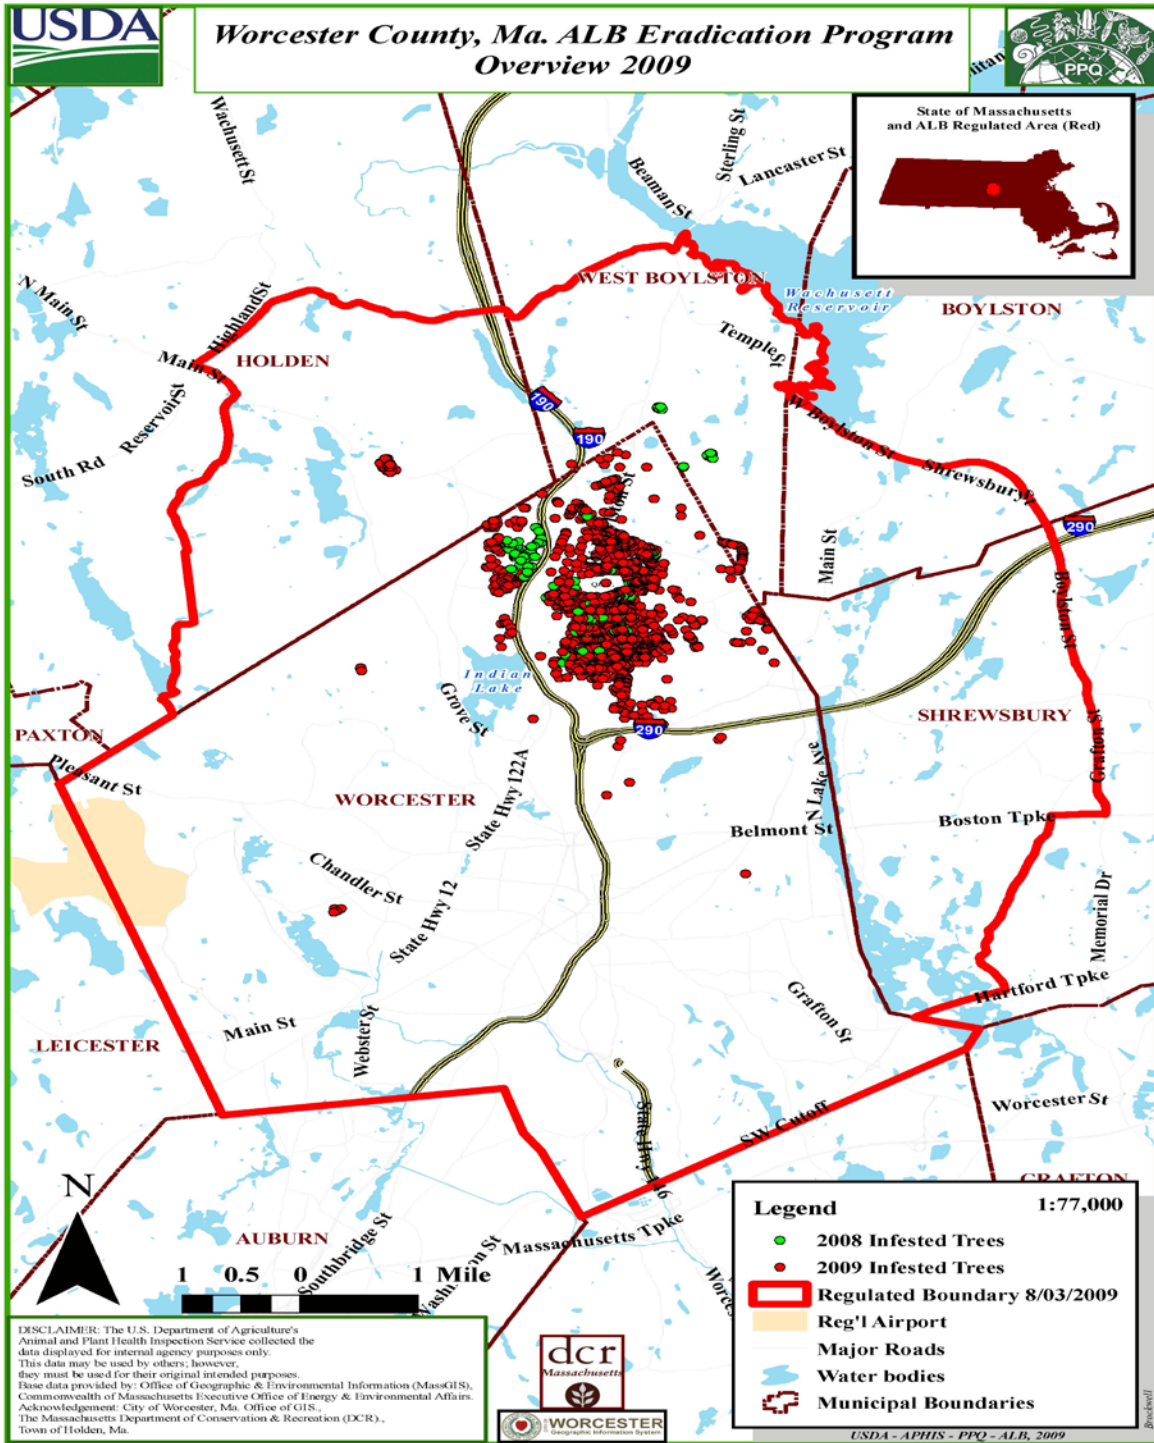 USDA
Worcester County, Ma. ALB Eradication Program
Overview 2009
PPQ
State of Massachusetts
and ALB Regulated Area (Red)
Wachusett St
Sterling St
Lancaster St
Beaman St
WEST BOYLSTON
Wachusett
Reservoir
BOYLSTON
N Main St
Highland St
Main St
HOLDEN
Temple St
Reservoir St
190
190
W Boylston St
South Rd
Shrewsbury
290
Main St
Boylston St
Indian
Lake
Grove St
PAXTON
290
SHREWSBURY
Grafton St
Pleasant St
WORCESTER
State Hwy 122A
N Lake Ave
Belmont St
Boston Tpke
Chandler St
State Hwy 12
Memorial Dr
Hartford Tpke
Grafton St
Main St
Webster St
LEICESTER
SW Cutoff
Worcester St
State Hwy 146
GRAFTON
N
AUBURN
Southbridge St
Massachusetts Tpke
1 0.5 0 1 Mile
Legend 1:77,000
2008 Infested Trees
2009 Infested Trees
Regulated Boundary 8/03/2009
Reg'l Airport
Major Roads
Water bodies
Municipal Boundaries
DISCLAIMER: The U.S. Department of Agriculture's
Animal and Plant Health Inspection Service collected the
data displayed for internal agency purposes only.
This data may be used by others; however,
they must be used for their original intended purposes.
Base data provided by: Office of Geographic & Environmental Information (MassGIS),
Commonwealth of Massachusetts Executive Office of Energy & Environmental Affairs.
Acknowledgement: City of Worcester, Ma. Office of GIS.,
The Massachusetts Department of Conservation & Recreation (DCR).,
Town of Holden, Ma.
dcr
Massachusetts
WORCESTER
Geographic Information System
USDA - APHIS - PPQ - ALB, 2009
Brockwell